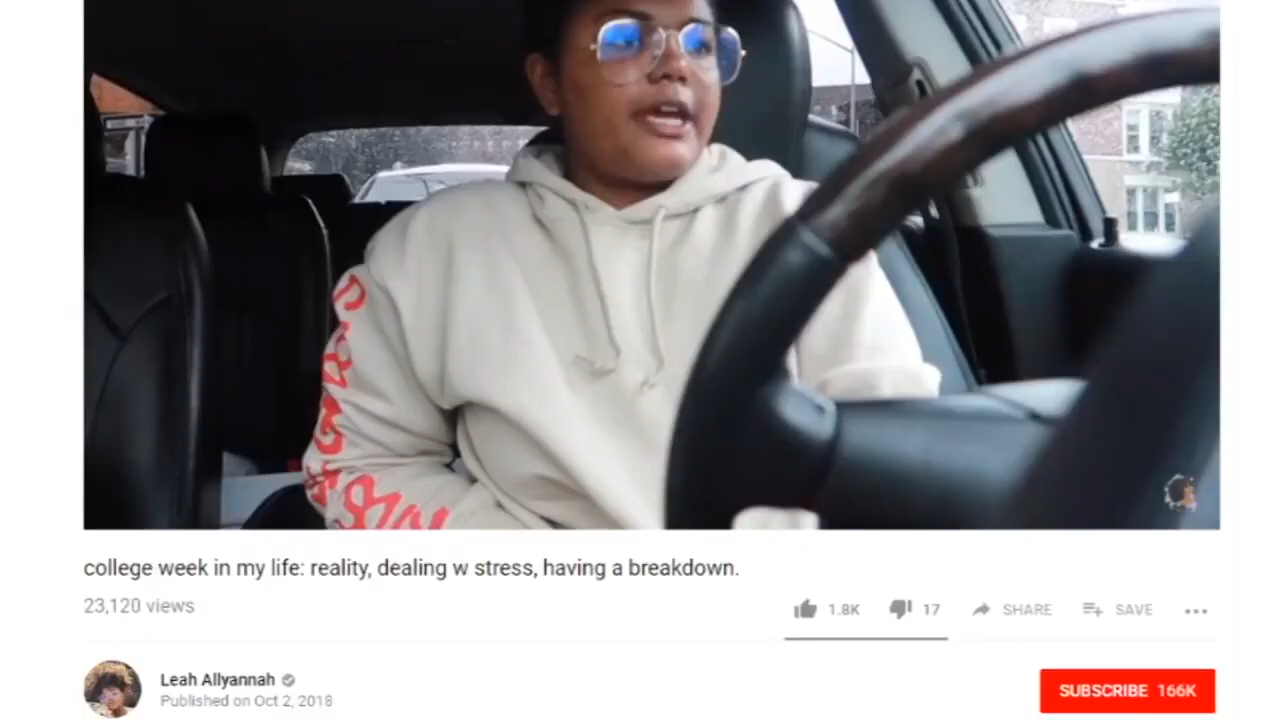 college week in my life: reality, dealing w stress, having a breakdown.
23,120 views
1.8K 17 SHARE SAVE
Leah Allyannah
Published on Oct 2, 2018
SUBSCRIBE 166K